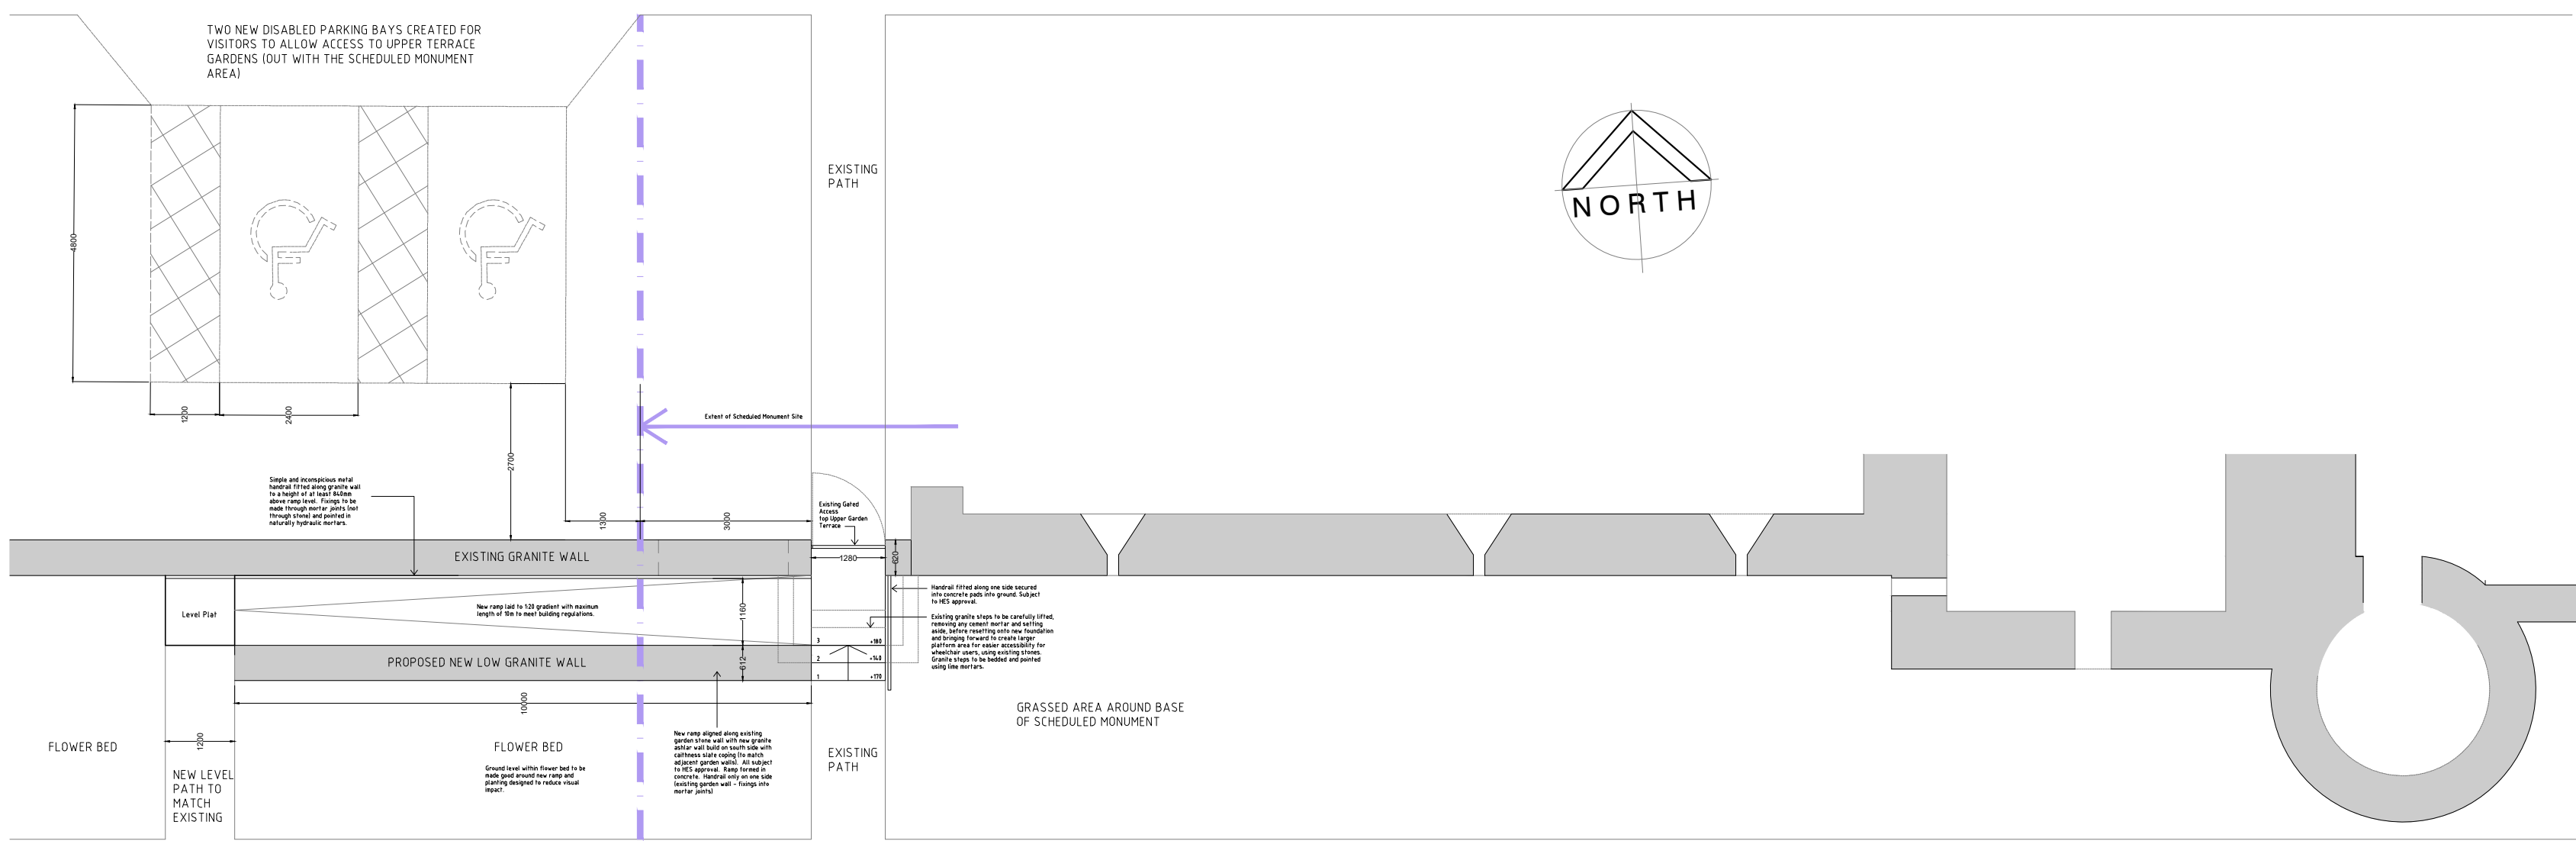 TWO NEW DISABLED PARKING BAYS CREATED FOR
VISITORS TO ALLOW ACCESS TO UPPER TERRACE
GARDENS (OUT WITH THE SCHEDULED MONUMENT
AREA)
EXISTING
PATH
NORTH
4800
1200
2400
2700
Extent of Scheduled Monument Site
Simple and inconspicious metal
handrail fitted along granite wall
to a height of at least 840mm
above ramp level. Fixings to be
made through mortar joints (not
through stone) and pointed in
naturally hydraulic mortars.
1300
3000
Existing Gated
Access
top Upper Garden
Terrace
EXISTING GRANITE WALL
1280
620
Level Plat
New ramp laid to 1:20 gradient with maximum
length of 10m to meet building regulations.
1160
Handrail fitted along one side secured
into concrete pads into ground. Subject
to HES approval.
Existing granite steps to be carefully lifted,
removing any cement mortar and setting
aside, before resetting onto new foundation
and bringing forward to create larger
platform area for easier accessibility for
wheelchair users, using existing stones.
Granite steps to be bedded and pointed
using lime mortars.
3 +180
2 +140
1 +170
PROPOSED NEW LOW GRANITE WALL
612
10000
GRASSED AREA AROUND BASE
OF SCHEDULED MONUMENT
FLOWER BED
1200
FLOWER BED
New ramp aligned along existing
garden stone wall with new granite
ashlar wall build on south side with
caithness slate coping (to match
adjacent garden walls). All subject
to HES approval. Ramp formed in
concrete. Handrail only on one side
(existing garden wall - fixings into
mortar joints)
EXISTING
PATH
Ground level within flower bed to be
made good around new ramp and
planting designed to reduce visual
impact.
NEW LEVEL
PATH TO
MATCH
EXISTING